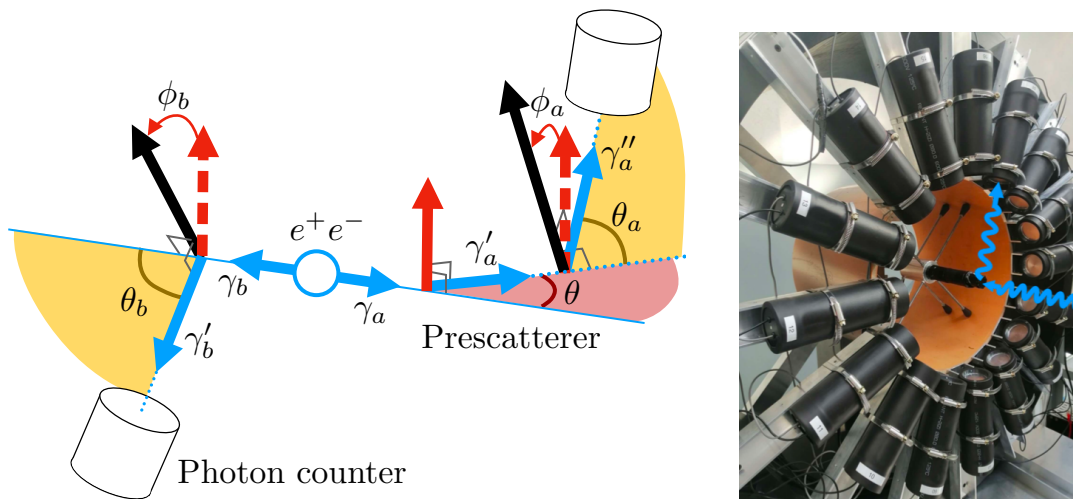 ϕ_b
ϕ_a
γ''_a
e⁺e⁻
γ'_a
θ_a
θ_b
γ_b
γ_a
θ
γ'_b
Prescatterer
Photon counter